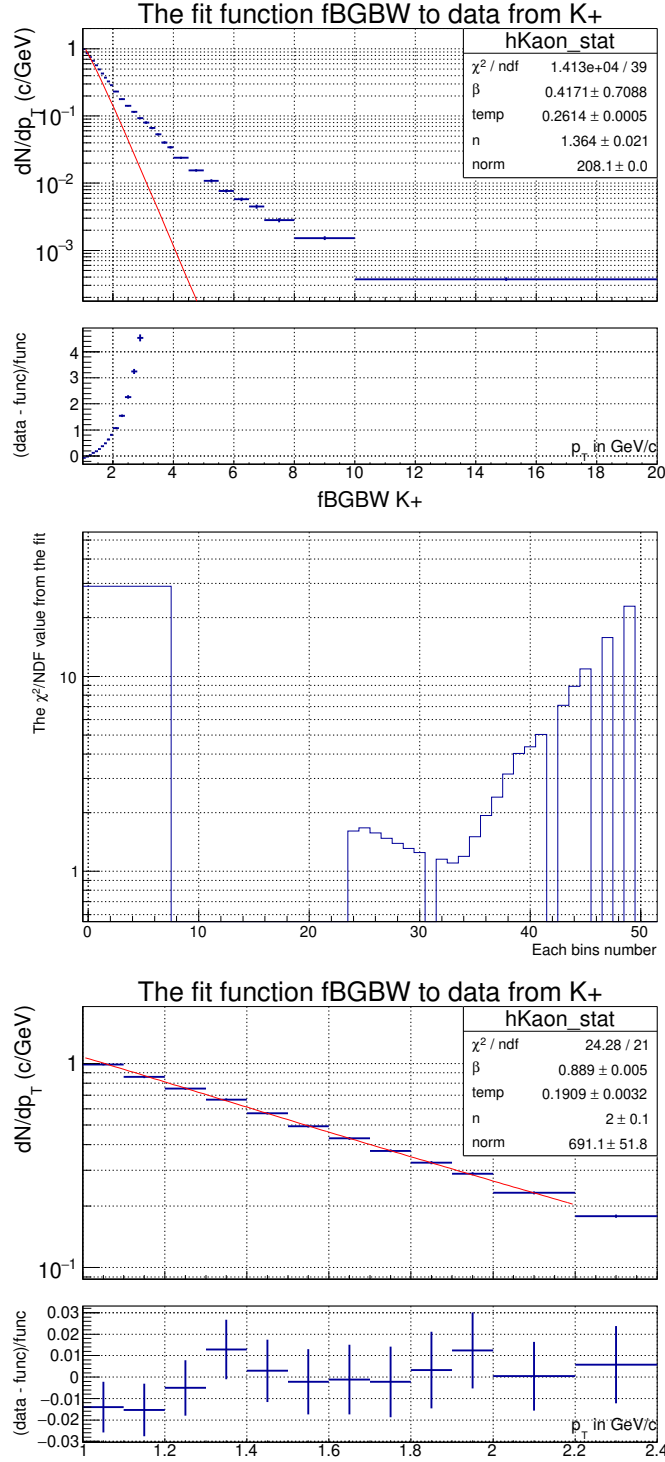 The fit function fBGBW to data from K+
hKaon_stat
χ² / ndf 1.413e+04 / 39
β 0.4171 ± 0.7088
temp 0.2614 ± 0.0005
n 1.364 ± 0.021
norm 208.1 ± 0.0
dN/dp_T (c/GeV)
1
10⁻¹
10⁻²
10⁻³
(data - func)/func
4
3
2
1
0
p_T in GeV/c
2 4 6 8 10 12 14 16 18 20
fBGBW K+
The χ²/NDF value from the fit
10
1
0 10 20 30 40 50
Each bins number
The fit function fBGBW to data from K+
hKaon_stat
χ² / ndf 24.28 / 21
β 0.889 ± 0.005
temp 0.1909 ± 0.0032
n 2 ± 0.1
norm 691.1 ± 51.8
dN/dp_T (c/GeV)
1
10⁻¹
(data - func)/func
0.03
0.02
0.01
0
−0.01
−0.02
−0.03
p_T in GeV/c
1 1.2 1.4 1.6 1.8 2 2.2 2.4